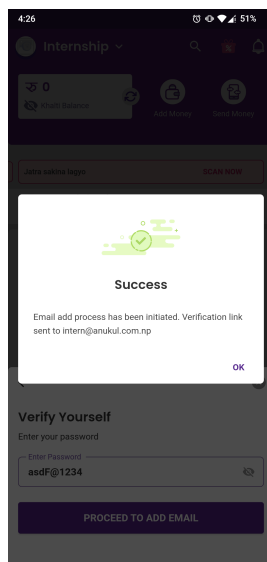 4:26
51%
Internship
रु 0
Khalti Balance
Add Money
Send Money
Jatra sakina lagyo
SCAN NOW
Success
Email add process has been initiated. Verification link
sent to intern@anukul.com.np
OK
Verify Yourself
Enter your password
Enter Password
asdF@1234
PROCEED TO ADD EMAIL